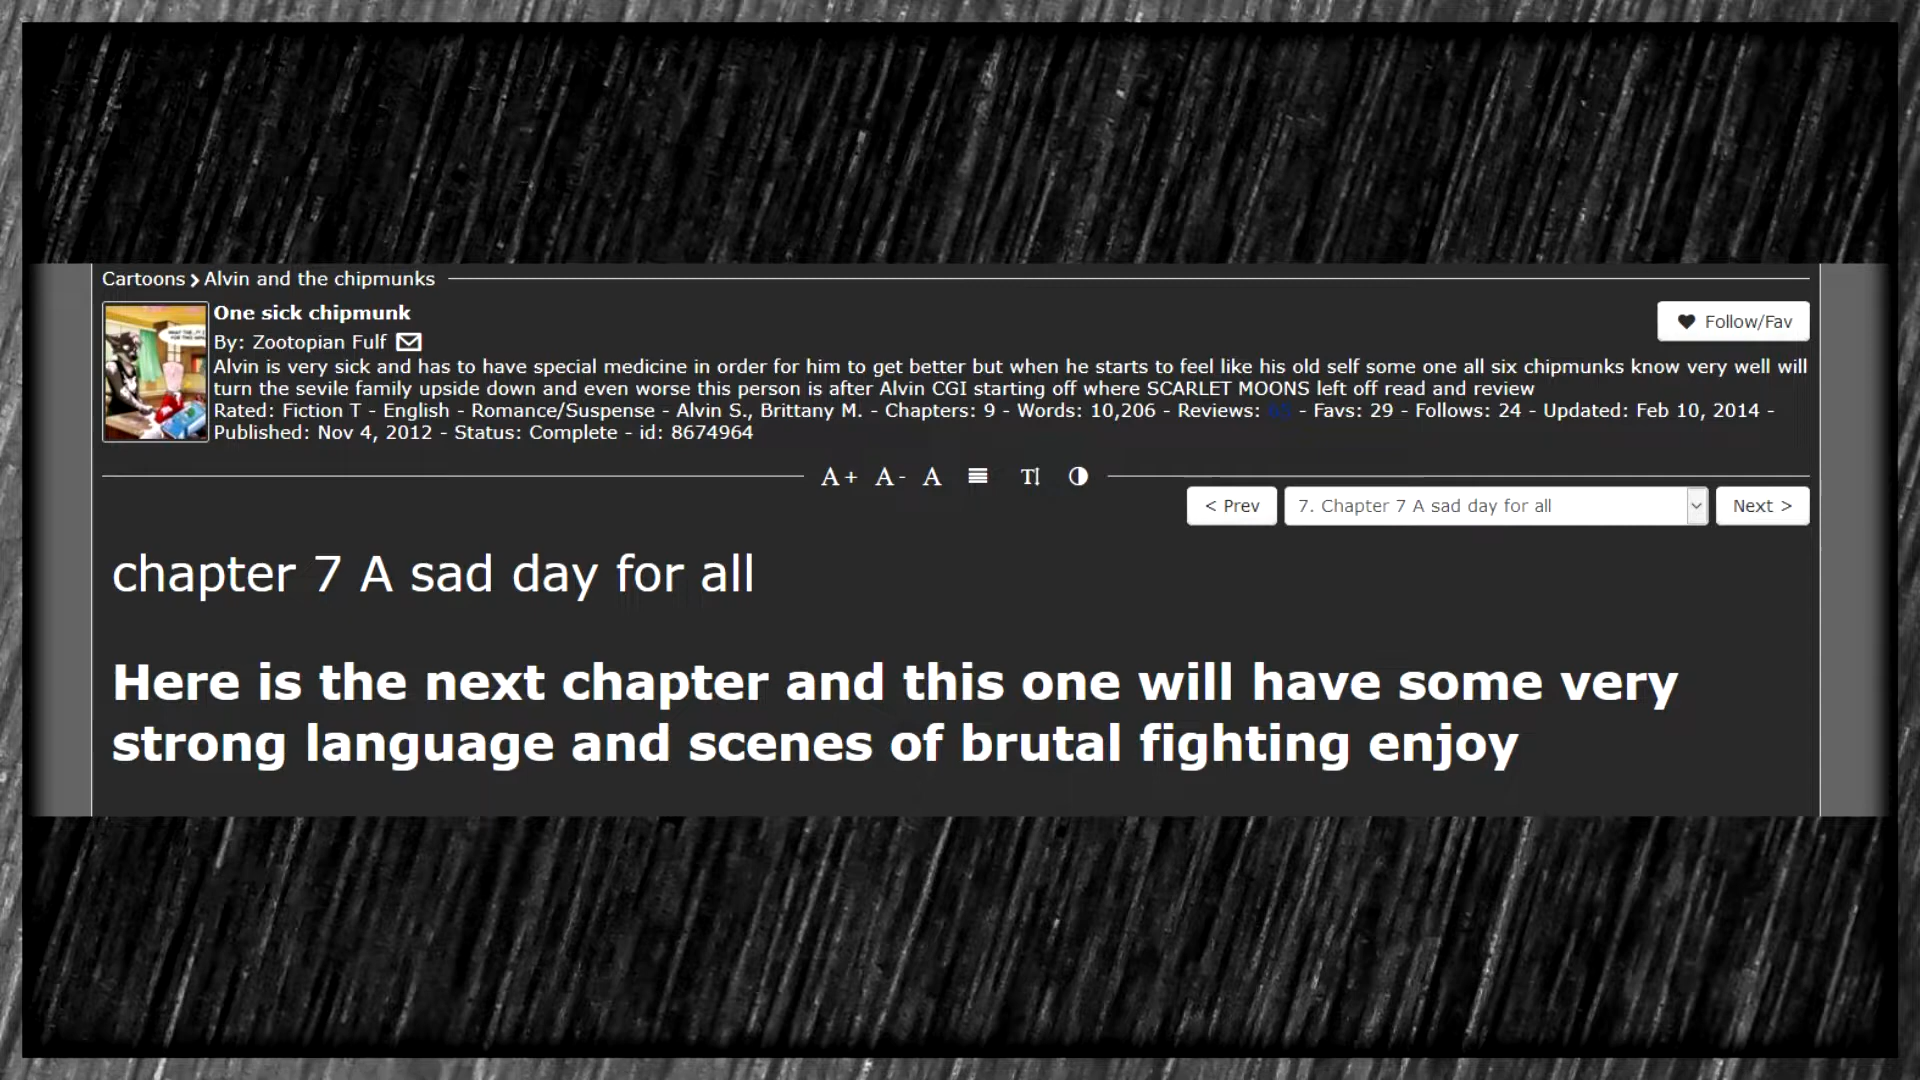 Cartoons > Alvin and the chipmunks
One sick chipmunk
By: Zootopian Fulf
Follow/Fav
Alvin is very sick and has to have special medicine in order for him to get better but when he starts to feel like his old self some one all six chipmunks know very well will
turn the sevile family upside down and even worse this person is after Alvin CGI starting off where SCARLET MOONS left off read and review
Rated: Fiction T - English - Romance/Suspense - Alvin S., Brittany M. - Chapters: 9 - Words: 10,206 - Reviews: - Favs: 29 - Follows: 24 - Updated: Feb 10, 2014 -
Published: Nov 4, 2012 - Status: Complete - id: 8674964
A+ A- A TI
< Prev 7. Chapter 7 A sad day for all Next >
chapter 7 A sad day for all
Here is the next chapter and this one will have some very
strong language and scenes of brutal fighting enjoy